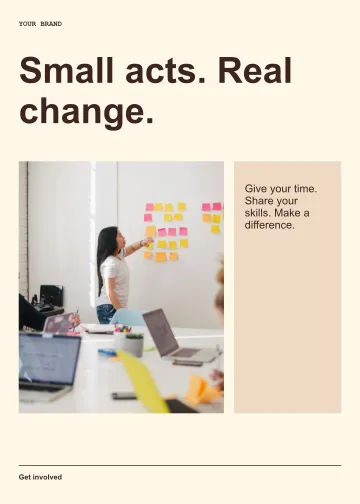 YOUR BRAND
Small acts. Real
change.
Give your time.
Share your
skills. Make a
difference.
Get involved